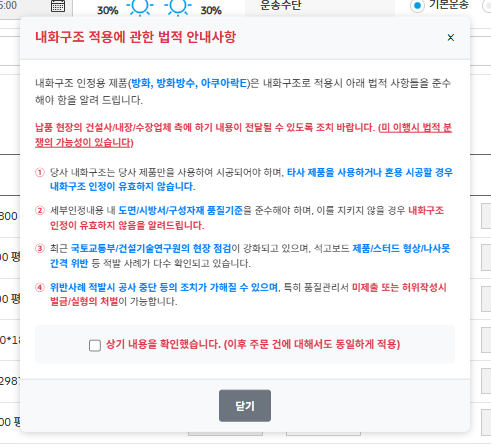 5:00
30%
30%
운송수단
기본운송
내화구조 적용에 관한 법적 안내사항
×
내화구조 인정용 제품(방화, 방화방수, 아쿠아락E)은 내화구조로 적용시 아래 법적 사항들을 준수
해야 함을 알려 드립니다.
납품 현장의 건설사/내장/수장업체 측에 하기 내용이 전달될 수 있도록 조치 바랍니다. (미 이행시 법적 분
쟁의 가능성이 있습니다)
① 당사 내화구조는 당사 제품만을 사용하여 시공되어야 하며, 타사 제품을 사용하거나 혼용 시공할 경우
내화구조 인정이 유효하지 않습니다.
② 세부인정내용내 도면/시방서/구성자재 품질기준을 준수해야 하며, 이를 지키지 않을 경우 내화구조
인정이 유효하지 않음을 알려드립니다.
③ 최근 국토교통부/건설기술연구원의 현장 점검이 강화되고 있으며, 석고보드 제품/스터드 형상/나사못
간격 위반 등 적발 사례가 다수 확인되고 있습니다.
④ 위반사례 적발시 공사 중단 등의 조치가 가해질 수 있으며, 특히 품질관리서 미제출 또는 허위작성시
벌금/실형의 처벌이 가능합니다.
상기 내용을 확인했습니다. (이후 주문 건에 대해서도 동일하게 적용)
닫기
800
00 평
00 평
00*18
2987
00 평